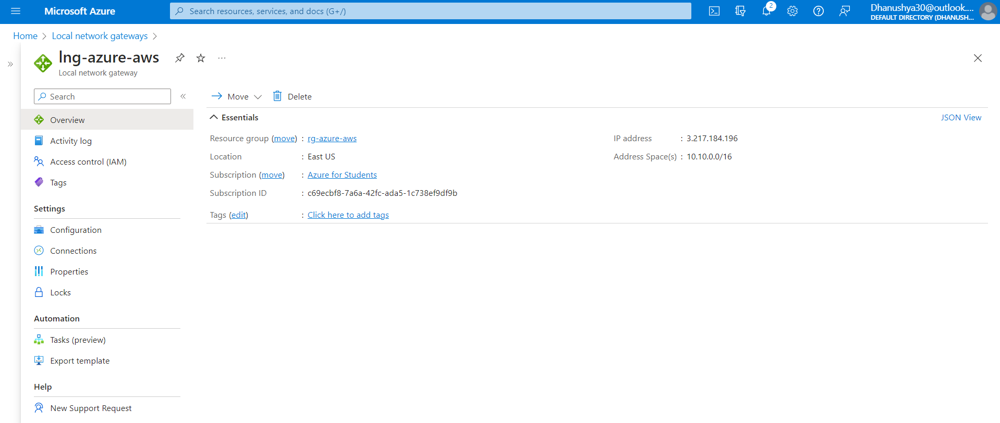 Microsoft Azure
Search resources, services, and docs (G+/)
2
Dhanushya30@outlook....
DEFAULT DIRECTORY (DHANUSH...
Home
Local network gateways
lng-azure-aws
...
Local network gateway
Search
Move
Delete
Overview
Essentials
JSON View
Resource group (move) : rg-azure-aws
IP address : 3.217.184.196
Location : East US
Address Space(s) : 10.10.0.0/16
Subscription (move) : Azure for Students
Subscription ID : c69ecbf8-7a6a-42fc-ada5-1c738ef9df9b
Tags (edit) : Click here to add tags
Activity log
Access control (IAM)
Tags
Settings
Configuration
Connections
Properties
Locks
Automation
Tasks (preview)
Export template
Help
New Support Request